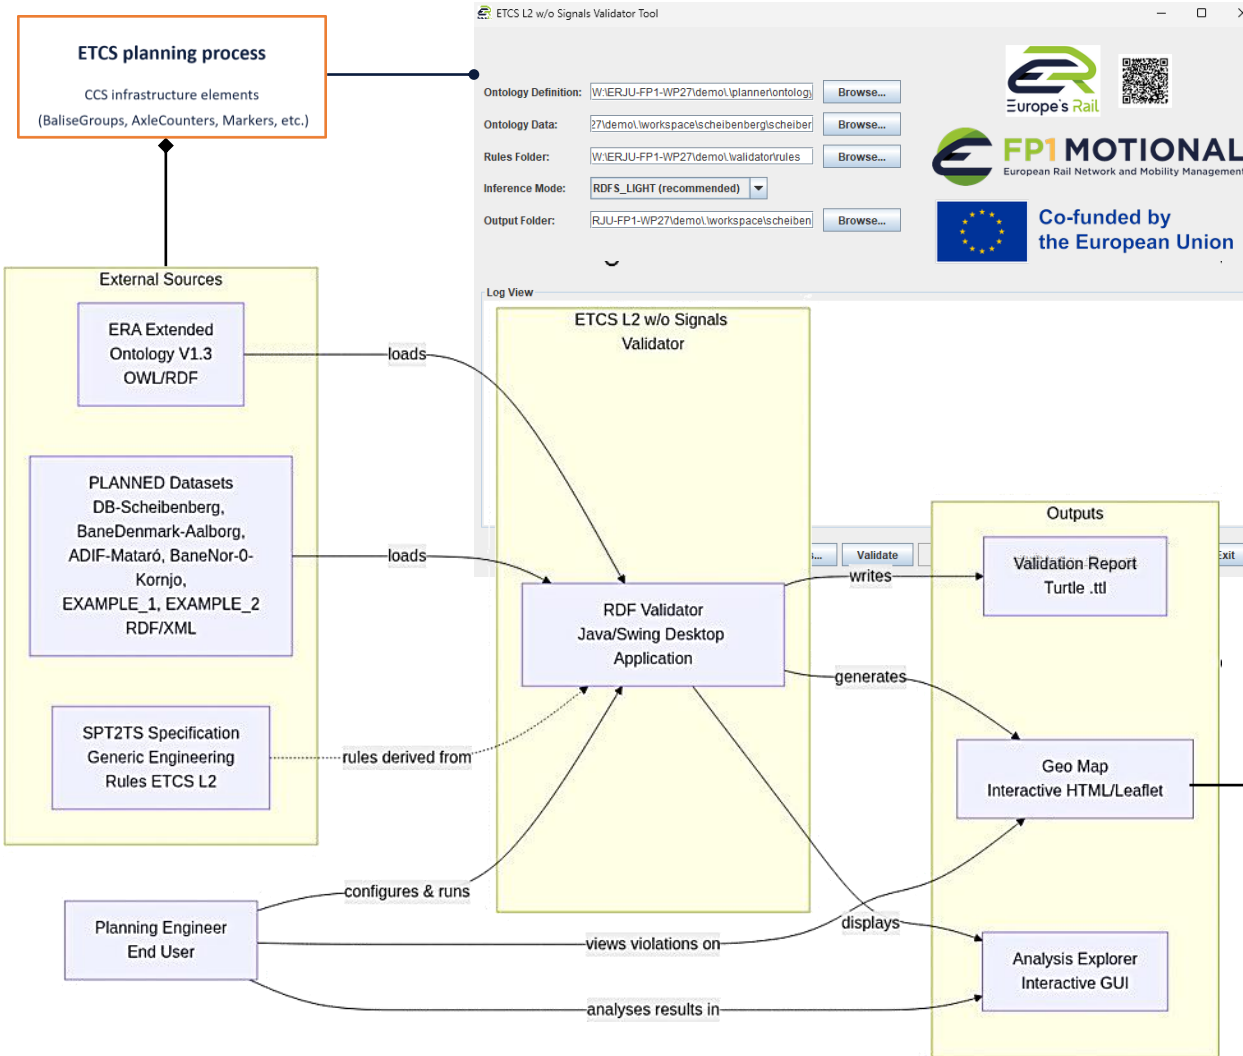 ETCS planning process
CCS infrastructure elements
(BaliseGroups, AxleCounters, Markers, etc.)
ETCS L2 w/o Signals Validator Tool
Ontology Definition:
W:\ERJU-FP1-WP27\demo\.\planner\ontology
Browse...
Ontology Data:
27\demo\.\workspace\scheibenberg\scheiber
Browse...
Rules Folder:
W:\ERJU-FP1-WP27\demo\.\validator\rules
Browse...
Inference Mode:
RDFS_LIGHT (recommended)
Output Folder:
RJU-FP1-WP27\demo\.\workspace\scheiben
Browse...
Europe's Rail
FP1 MOTIONAL
European Rail Network and Mobility Management
Co-funded by
the European Union
Log View
External Sources
ERA Extended
Ontology V1.3
OWL/RDF
loads
PLANNED Datasets
DB-Scheibenberg,
BaneDenmark-Aalborg,
ADIF-Mataró, BaneNor-0-
Kornjo,
EXAMPLE_1, EXAMPLE_2
RDF/XML
loads
SPT2TS Specification
Generic Engineering
Rules ETCS L2
rules derived from
ETCS L2 w/o Signals
Validator
RDF Validator
Java/Swing Desktop
Application
Validate
writes
generates
displays
Outputs
Validation Report
Turtle .ttl
Geo Map
Interactive HTML/Leaflet
Analysis Explorer
Interactive GUI
Planning Engineer
End User
configures & runs
views violations on
analyses results in